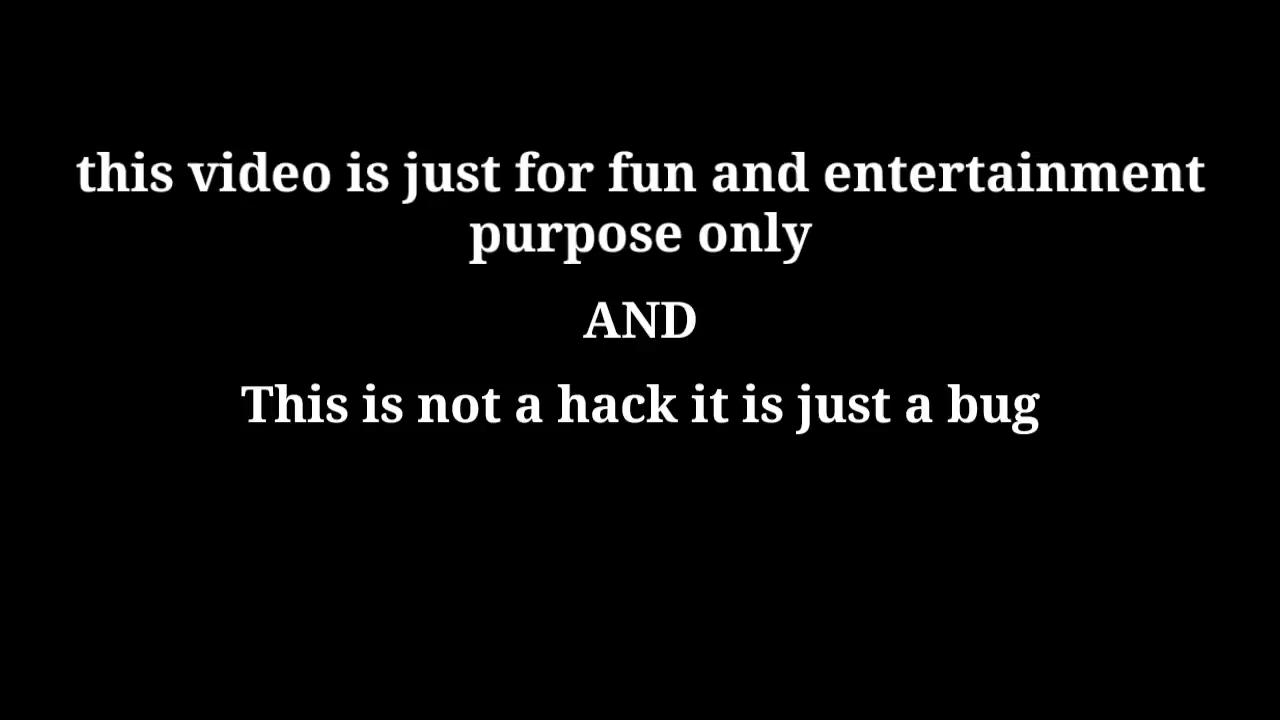 this video is just for fun and entertainment
purpose only
AND
This is not a hack it is just a bug